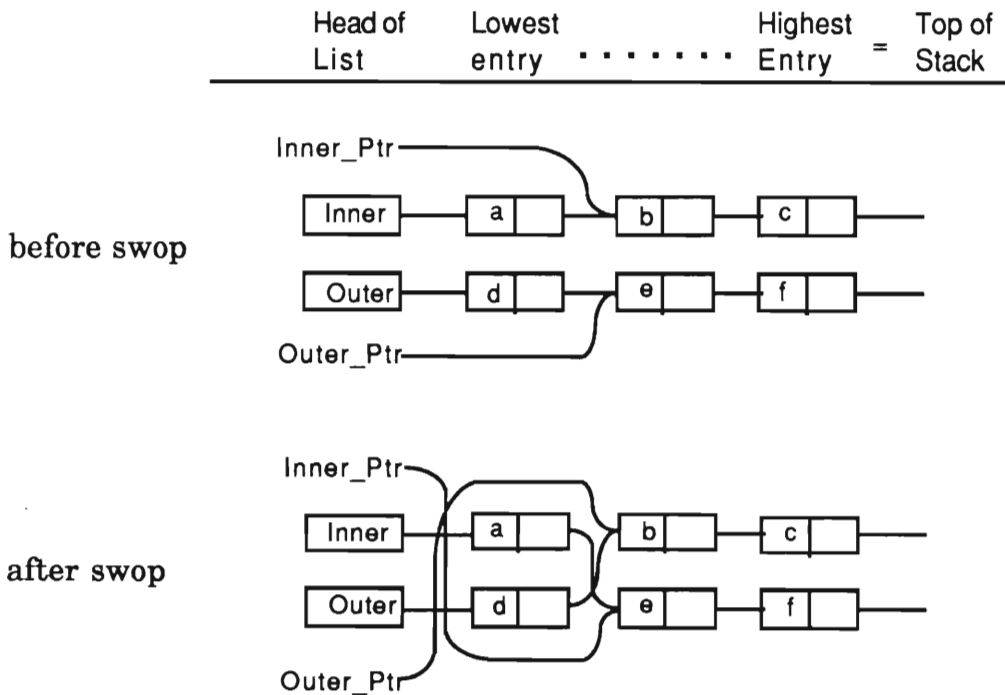 Head of List
Lowest entry
. . . . . . .
Highest Entry
=
Top of Stack
before swop
Inner_Ptr
Inner
a
b
c
Outer
d
e
f
Outer_Ptr
after swop
Inner_Ptr
Inner
a
b
c
Outer
d
e
f
Outer_Ptr